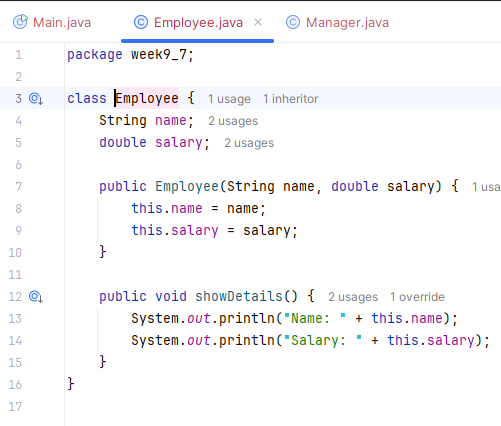 Main.java Employee.java Manager.java
1 package week9_7;
2
3 class Employee { 1 usage 1 inheritor
4 String name; 2 usages
5 double salary; 2 usages
6
7 public Employee(String name, double salary) { 1 usa
8 this.name = name;
9 this.salary = salary;
10 }
11
12 public void showDetails() { 2 usages 1 override
13 System.out.println("Name: " + this.name);
14 System.out.println("Salary: " + this.salary);
15 }
16 }
17